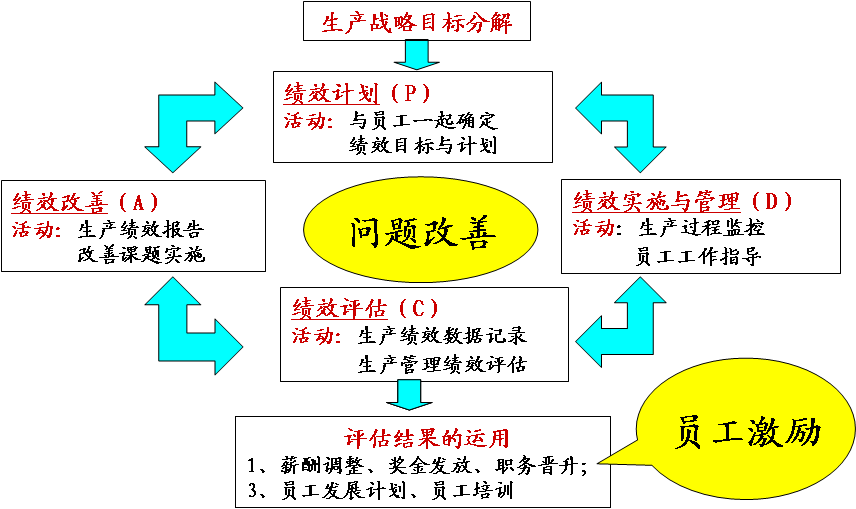 生产战略目标分解
绩效计划（P）
活动: 与员工一起确定
绩效目标与计划
绩效改善（A）
活动: 生产绩效报告
改善课题实施
问题改善
绩效实施与管理（D）
活动: 生产过程监控
员工工作指导
绩效评估（C）
活动: 生产绩效数据记录
生产管理绩效评估
评估结果的运用
1、薪酬调整、奖金发放、职务晋升;
3、员工发展计划、员工培训
员工激励